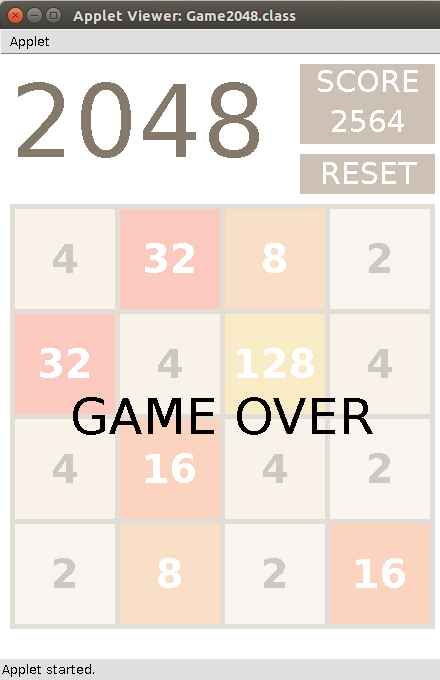 Applet Viewer: Game2048.class
Applet
2048
SCORE
2564
RESET
4 32 8 2
32 4 128 4
GAME OVER
4 16 4 2
2 8 2 16
Applet started.